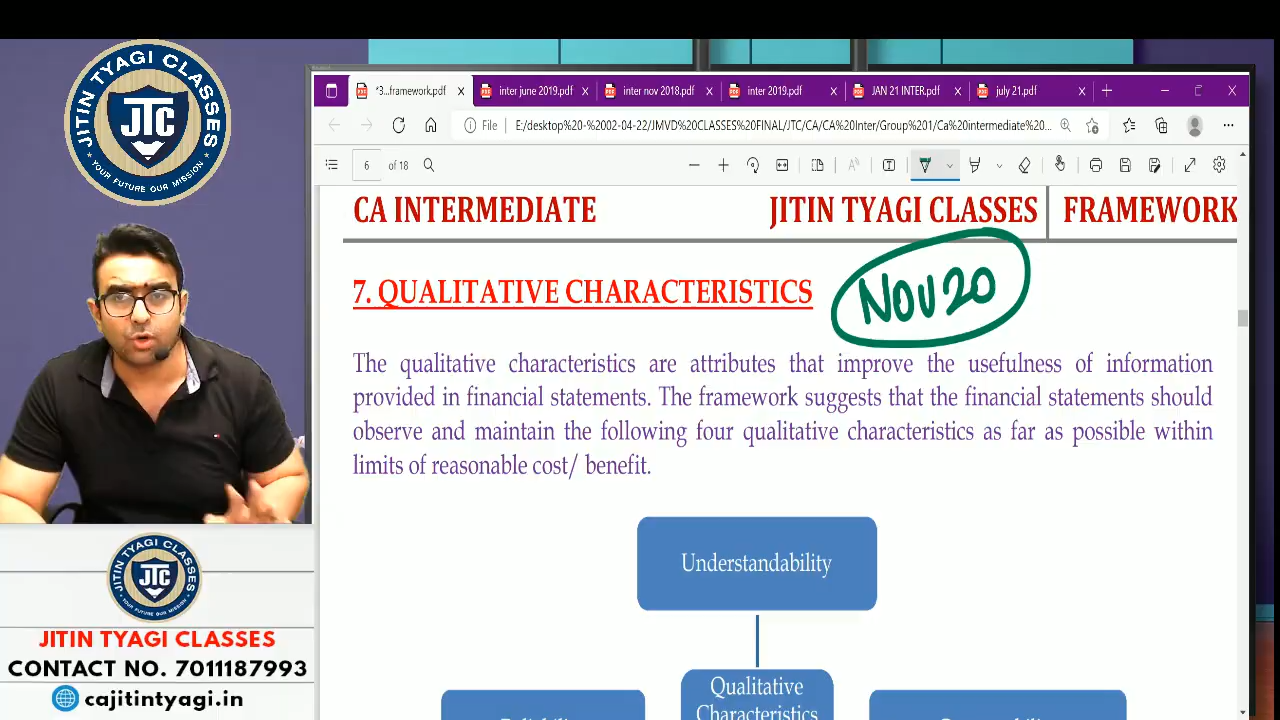 JITIN TYAGI CLASSES
JTC
YOUR FUTURE OUR MISSION
*3...framework.pdf
inter june 2019.pdf
inter nov 2018.pdf
inter 2019.pdf
JAN 21 INTER.pdf
july 21.pdf
File
E:/desktop%20-%2002-04-22/JMVD%20CLASSES%20FINAL/JTC/CA/CA%20Inter/Group%201/Ca%20intermediate%20...
6 of 18
CA INTERMEDIATE
JITIN TYAGI CLASSES
FRAMEWORK
7. QUALITATIVE CHARACTERISTICS
NOV 20
The qualitative characteristics are attributes that improve the usefulness of information
provided in financial statements. The framework suggests that the financial statements should
observe and maintain the following four qualitative characteristics as far as possible within
limits of reasonable cost/ benefit.
Understandability
Qualitative
Characteristics
JITIN TYAGI CLASSES
JTC
YOUR FUTURE OUR MISSION
JITIN TYAGI CLASSES
CONTACT NO. 7011187993
cajitintyagi.in